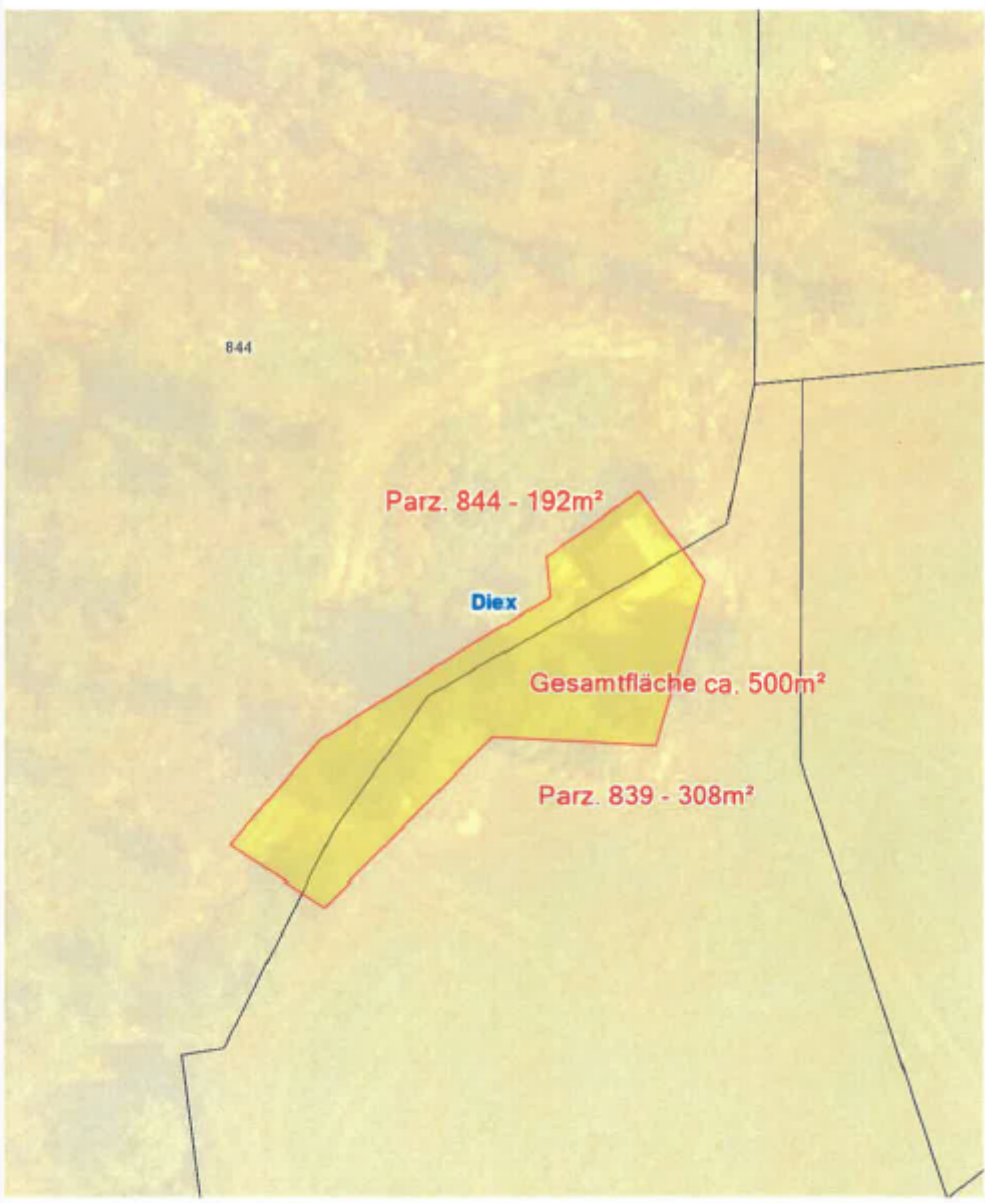 844
Parz. 844 - 192m²
Diex
Gesamtfläche ca. 500m²
Parz. 839 - 308m²